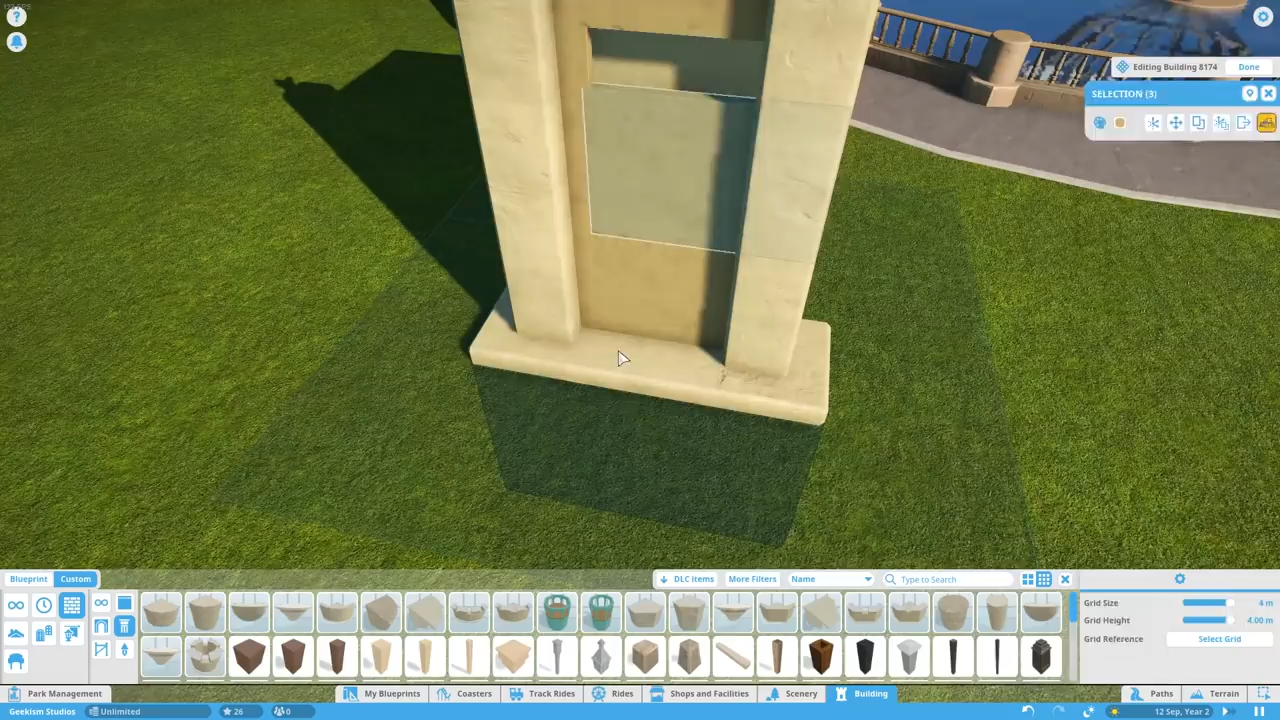 ?
Editing Building 8174 Done
SELECTION (3)
Blueprint Custom
DLC items More Filters Name Type to Search
Grid Size 4 m
Grid Height 4.00 m
Grid Reference Select Grid
Park Management My Blueprints Coasters Track Rides Rides Shops and Facilities Scenery Building Paths Terrain
Geekism Studios Unlimited 26 0 12 Sep, Year 2